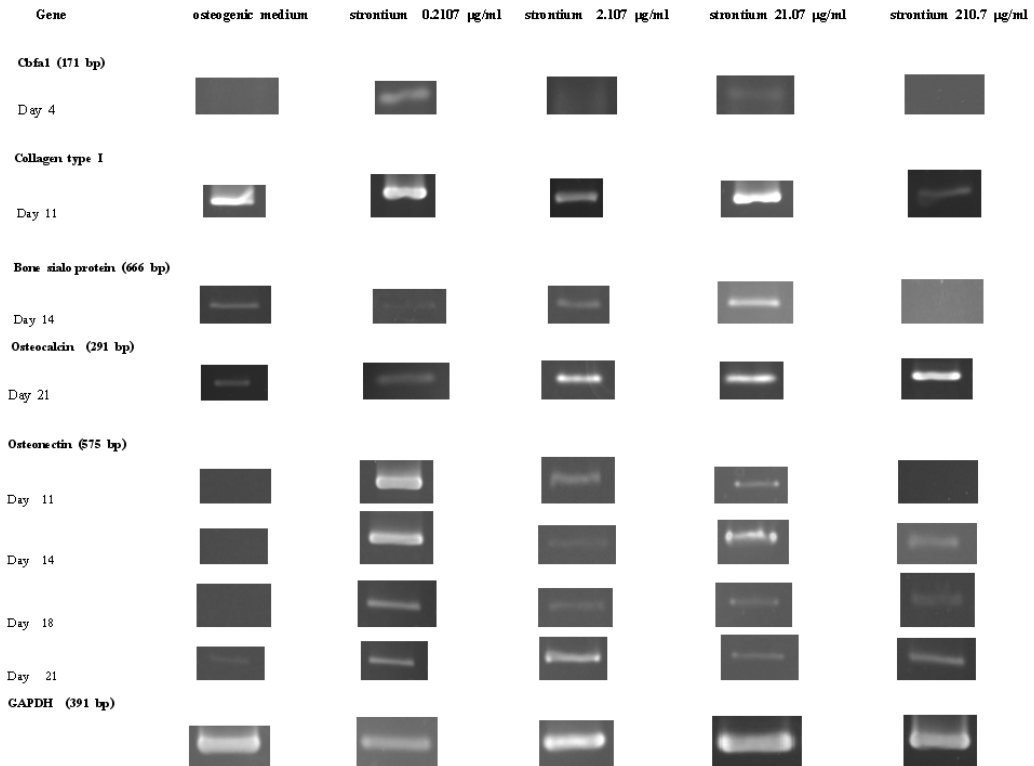 Gene osteogenic medium strontium 0.2107 µg/ml strontium 2.107 µg/ml strontium 21.07 µg/ml strontium 210.7 µg/ml
Cbfa1 (171 bp)
Day 4
Collagen type I
Day 11
Bone sialo protein (666 bp)
Day 14
Osteocalcin (291 bp)
Day 21
Osteonectin (575 bp)
Day 11
Day 14
Day 18
Day 21
GAPDH (391 bp)